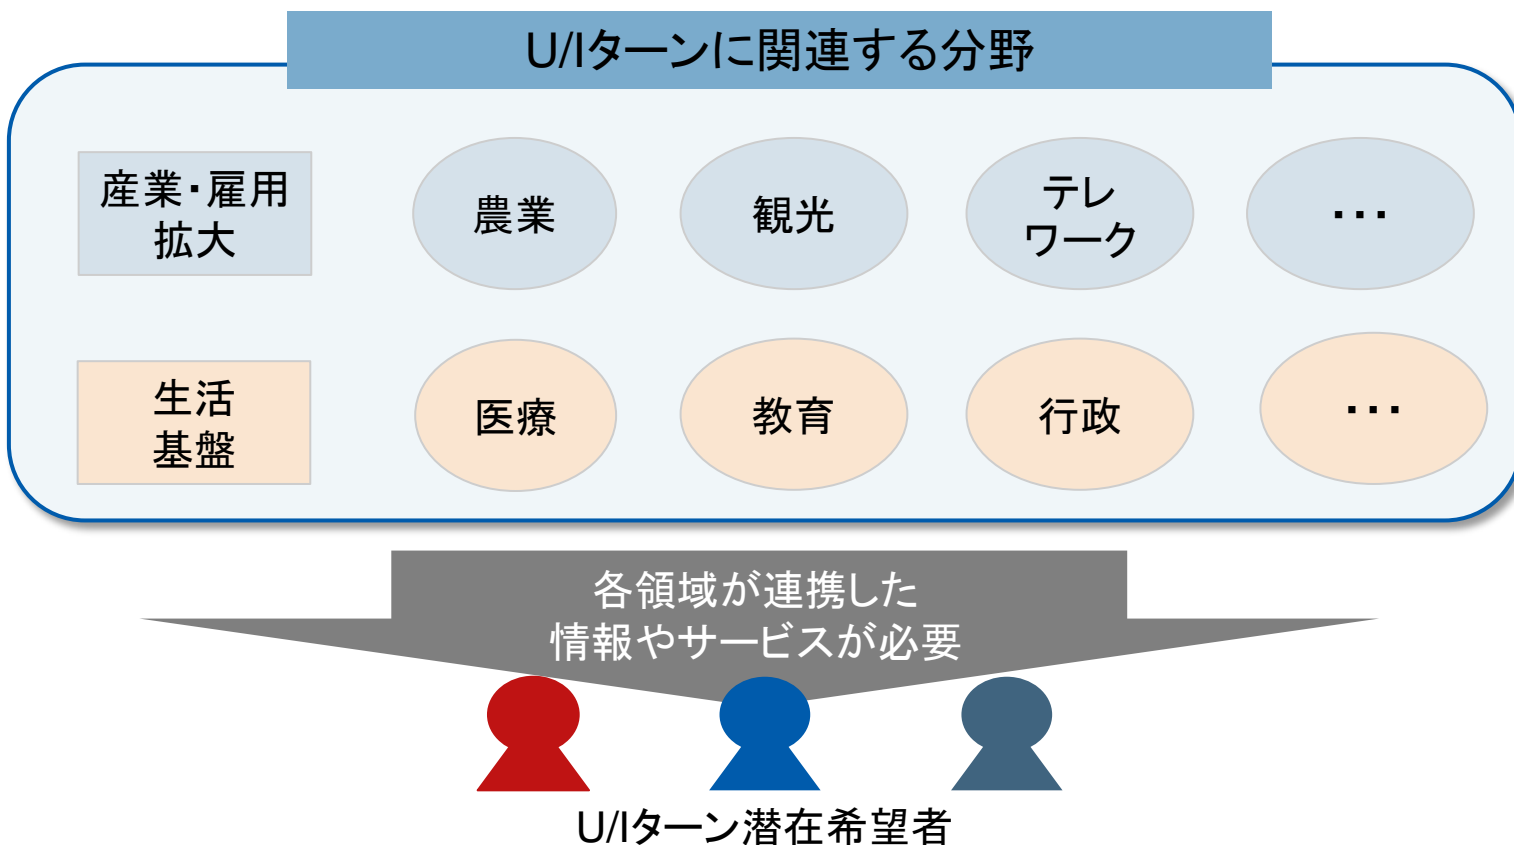 U/Iターンに関連する分野
産業・雇用
拡大
農業
観光
テレ
ワーク
･･･
生活
基盤
医療
教育
行政
･･･
各領域が連携した
情報やサービスが必要
U/Iターン潜在希望者